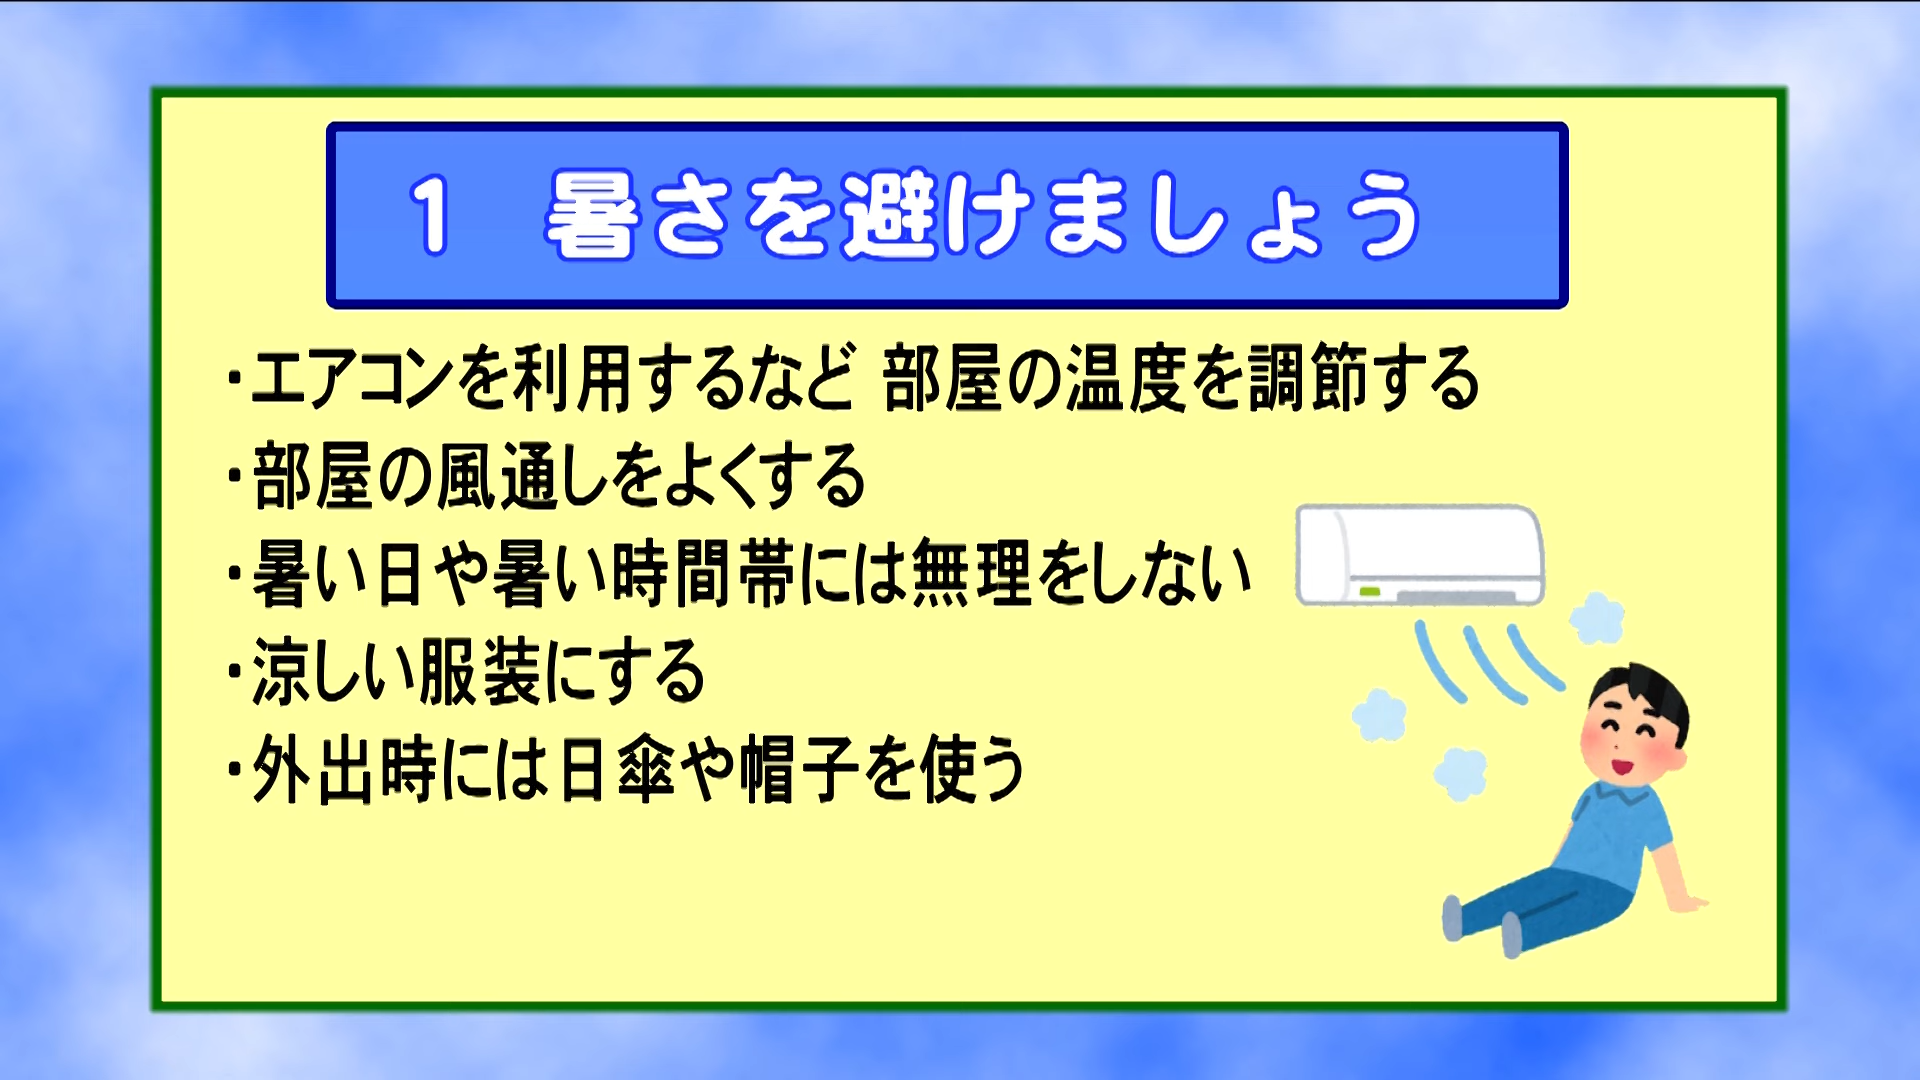 1　暑さを避けましょう
・エアコンを利用するなど 部屋の温度を調節する
・部屋の風通しをよくする
・暑い日や暑い時間帯には無理をしない
・涼しい服装にする
・外出時には日傘や帽子を使う